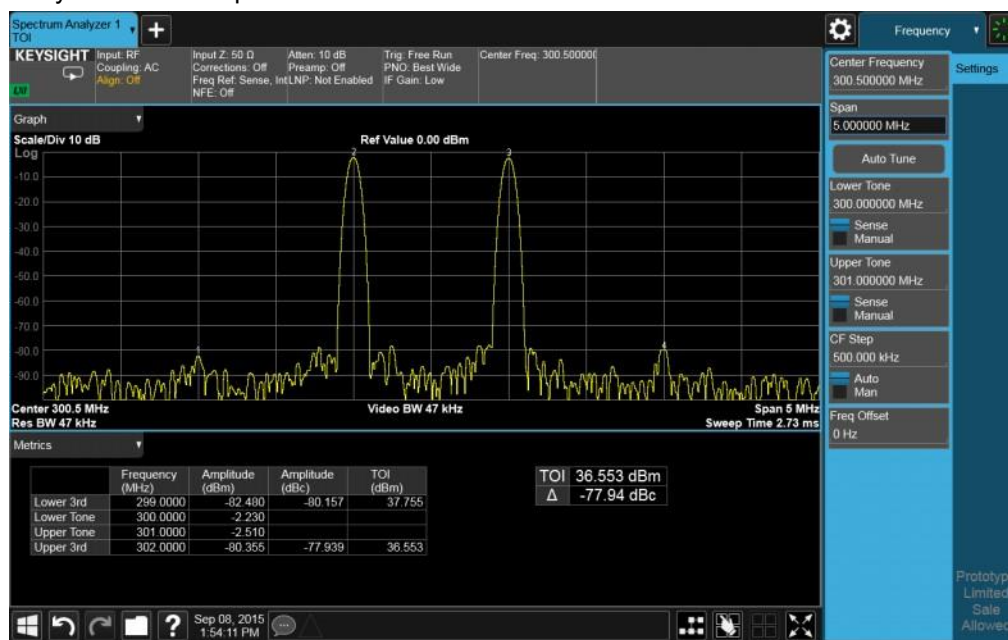 Spectrum Analyzer 1
TOI
+
Frequency
KEYSIGHT
Input: RF
Coupling: AC
Align: Off
LXI
Input Z: 50 Ω
Corrections: Off
Freq Ref: Sense, Int
NFE: Off
Atten: 10 dB
Preamp: Off
LNP: Not Enabled
Trig: Free Run
PNO: Best Wide
IF Gain: Low
Center Freq: 300.50000
Graph
Scale/Div 10 dB
Ref Value 0.00 dBm
Log
-10.0
-20.0
-30.0
-40.0
-50.0
-60.0
-70.0
-80.0
-90.0
1
2
3
4
Center 300.5 MHz
Video BW 47 kHz
Span 5 MHz
Res BW 47 kHz
Sweep Time 2.73 ms
Metrics
Frequency (MHz) Amplitude (dBm) Amplitude (dBc) TOI (dBm)
Lower 3rd 299.0000 -82.480 -80.157 37.755
Lower Tone 300.0000 -2.230
Upper Tone 301.0000 -2.510
Upper 3rd 302.0000 -80.355 -77.939 36.553
TOI 36.553 dBm
Δ -77.94 dBc
Center Frequency
300.500000 MHz
Settings
Span
5.000000 MHz
Auto Tune
Lower Tone
300.000000 MHz
Sense
Manual
Upper Tone
301.000000 MHz
Sense
Manual
CF Step
500.000 kHz
Auto
Man
Freq Offset
0 Hz
Prototyp
Limited
Sale
Allowed
?
Sep 08, 2015
1:54:11 PM